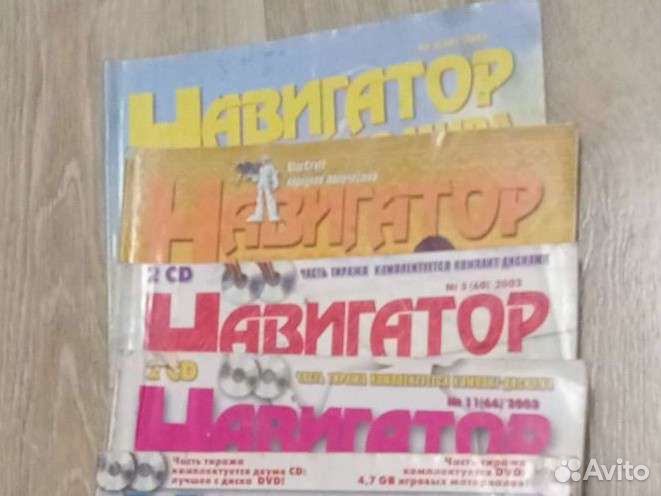 НАВИГАТОР
StarCraft
НАВИГАТОР
2 CD
ЧАСТЬ ТИРАЖА КОМПЛЕКТУЕТСЯ КОМПАКТ-ДИСКАМИ
№ 5(60)'2003
НАВИГАТОР
2 CD
ЧАСТЬ ТИРАЖА КОМПЛЕКТУЕТСЯ КОМПАКТ-ДИСКАМИ
№ 11(66)'2003
НАВИГАТОР
Часть тиража
комплектуется двумя CD:
лучшее с диска DVD!
Часть тиража
комплектуется DVD:
4,7 GB игровых материалов!
Avito